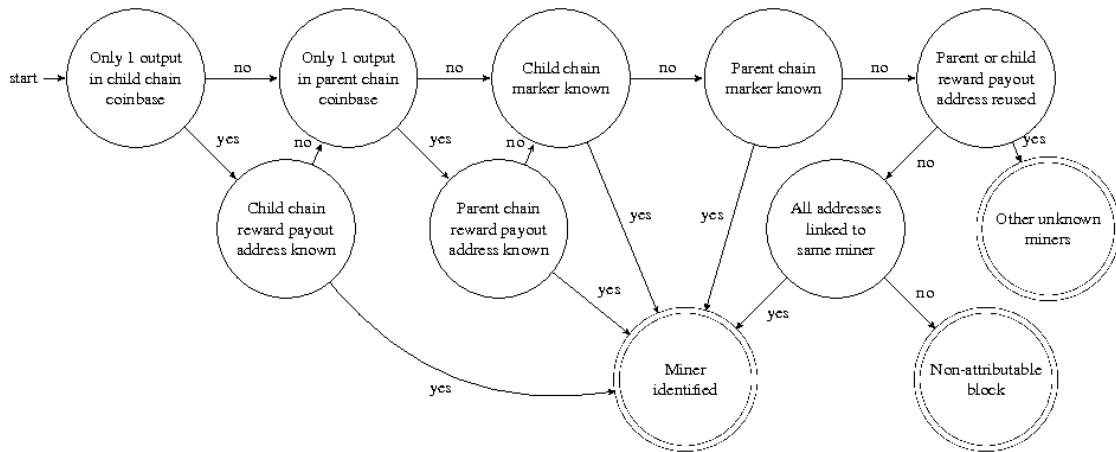 start
Only 1 output
in child chain
coinbase
no
Only 1 output
in parent chain
coinbase
no
Child chain
marker known
no
Parent chain
marker known
no
Parent or child
reward payout
address reused
yes
no
yes
no
no
yes
Child chain
reward payout
address known
Parent chain
reward payout
address known
yes
yes
All addresses
linked to
same miner
Other unknown
miners
yes
yes
no
yes
Miner
identified
Non-attributable
block